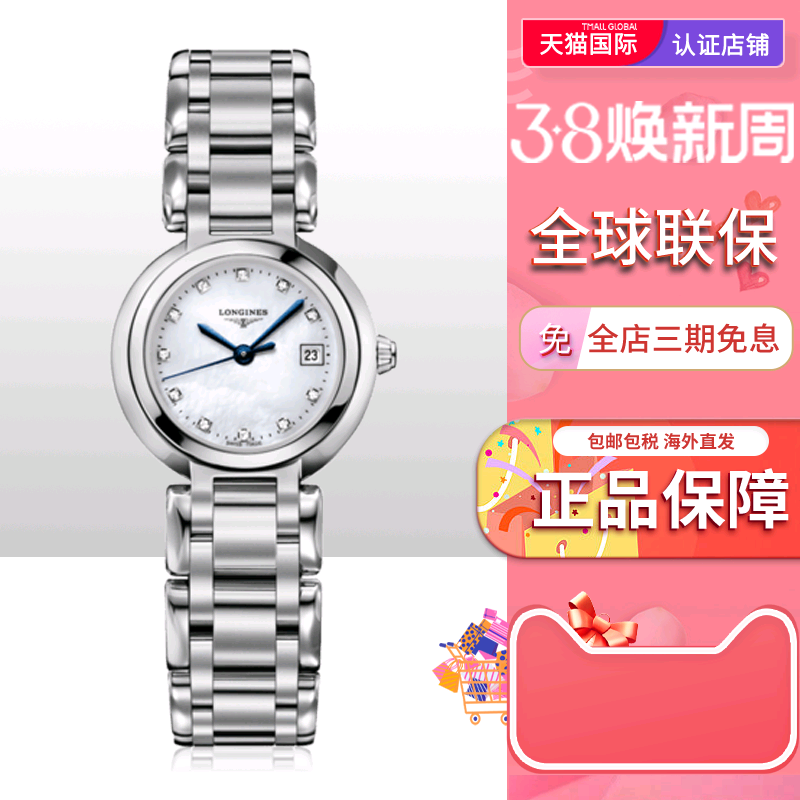 LONGINES
23
TMALL GLOBAL
天猫国际 认证店铺
3·8焕新周
全球联保
免 全店三期免息
包邮包税 海外直发
正品保障